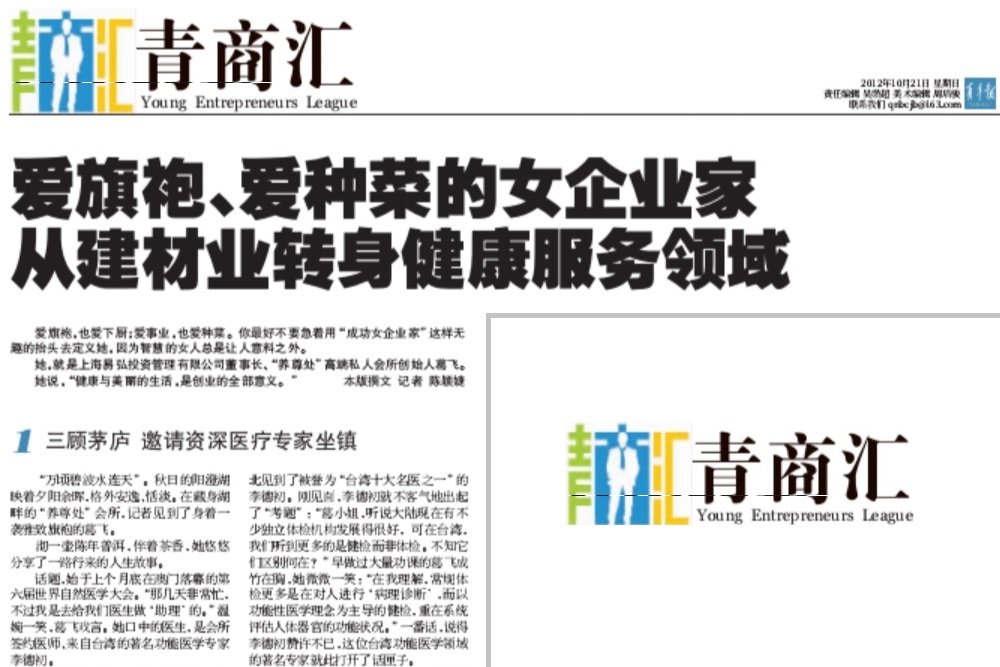 青商汇
青商汇
Young Entrepreneurs League
2012年10月21日 星期日
联系我们 qnbcjb@163.com
青年报
爱旗袍、爱种菜的女企业家
从建材业转身健康服务领域
爱旗袍,也爱下厨;爱事业,也爱种菜。你最好不要急着用“成功女企业家”这样无
趣的抬头去定义她,因为智慧的女人总是让人意料之外。
她,就是上海易弘投资管理有限公司董事长、“养尊处”高端私人会所创始人葛飞。
她说,“健康与美丽的生活,是创业的全部意义。” 本版撰文 记者 陈颖婕
1 三顾茅庐 邀请资深医疗专家坐镇
“万顷碧波水连天”。秋日的阳澄湖
映着夕阳余晖,格外安逸,恬淡。在藏身湖
畔的“养尊处”会所,记者见到了身着一
袭雅致旗袍的葛飞。
沏一壶陈年普洱,伴着茶香,她悠悠
分享了一路行来的人生故事。
话题,始于上个月底在澳门落幕的第
六届世界自然医学大会。“那几天非常忙,
不过我是去给我们医生做‘助理’的。”温
婉一笑,葛飞戏言。她口中的医生,是会所
签约医师,来自台湾的著名功能医学专家
李德初。
北见到了被誉为“台湾十大名医之一”的
李德初。刚见面,李德初就不客气地出起
了“考题”:“葛小姐,听说大陆现在有不
少独立体检机构发展得很好,可在台湾,
我们听到更多的是健检而非体检。不知它
们区别何在?”早做过大量功课的葛飞成
竹在胸,她微微一笑:“在我理解,常规体
检更多是在对人进行‘病理诊断’,而以
功能性医学理念为主导的健检,重在系统
评估人体器官的功能状况。”一番话,说得
李德初赞许不已,这位台湾功能医学领域
的著名专家就此打开了话匣子。
青商汇
青商汇
Young Entrepreneurs League